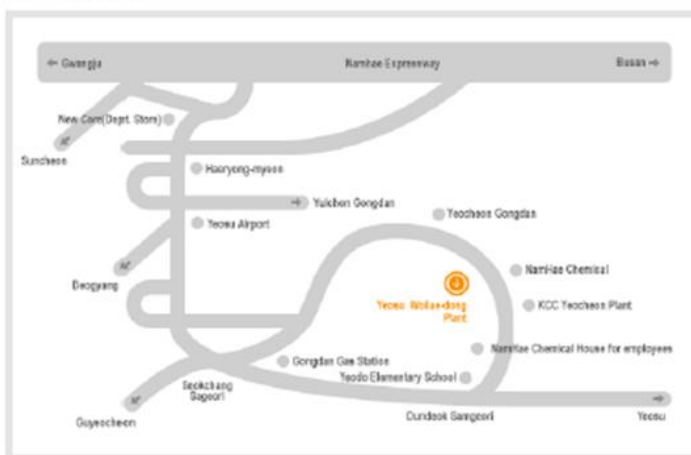 ← Gwangju
Namhae Expressway
Busan →
New Core(Dept. Store)
Suncheon
Haeryong-myeon
Yulchon Gongdan
Yeocheon Gongdan
Yeosu Airport
Deogyang
NamHae Chemical
Yeosu Wollae-dong
Plant
KCC Yeocheon Plant
NamHae Chemical House for employees
Gongdan Gas Station
Yeodo Elementary School
Seokchang
Sageori
Guyeocheon
Dundeok Samgeori
Yeosu